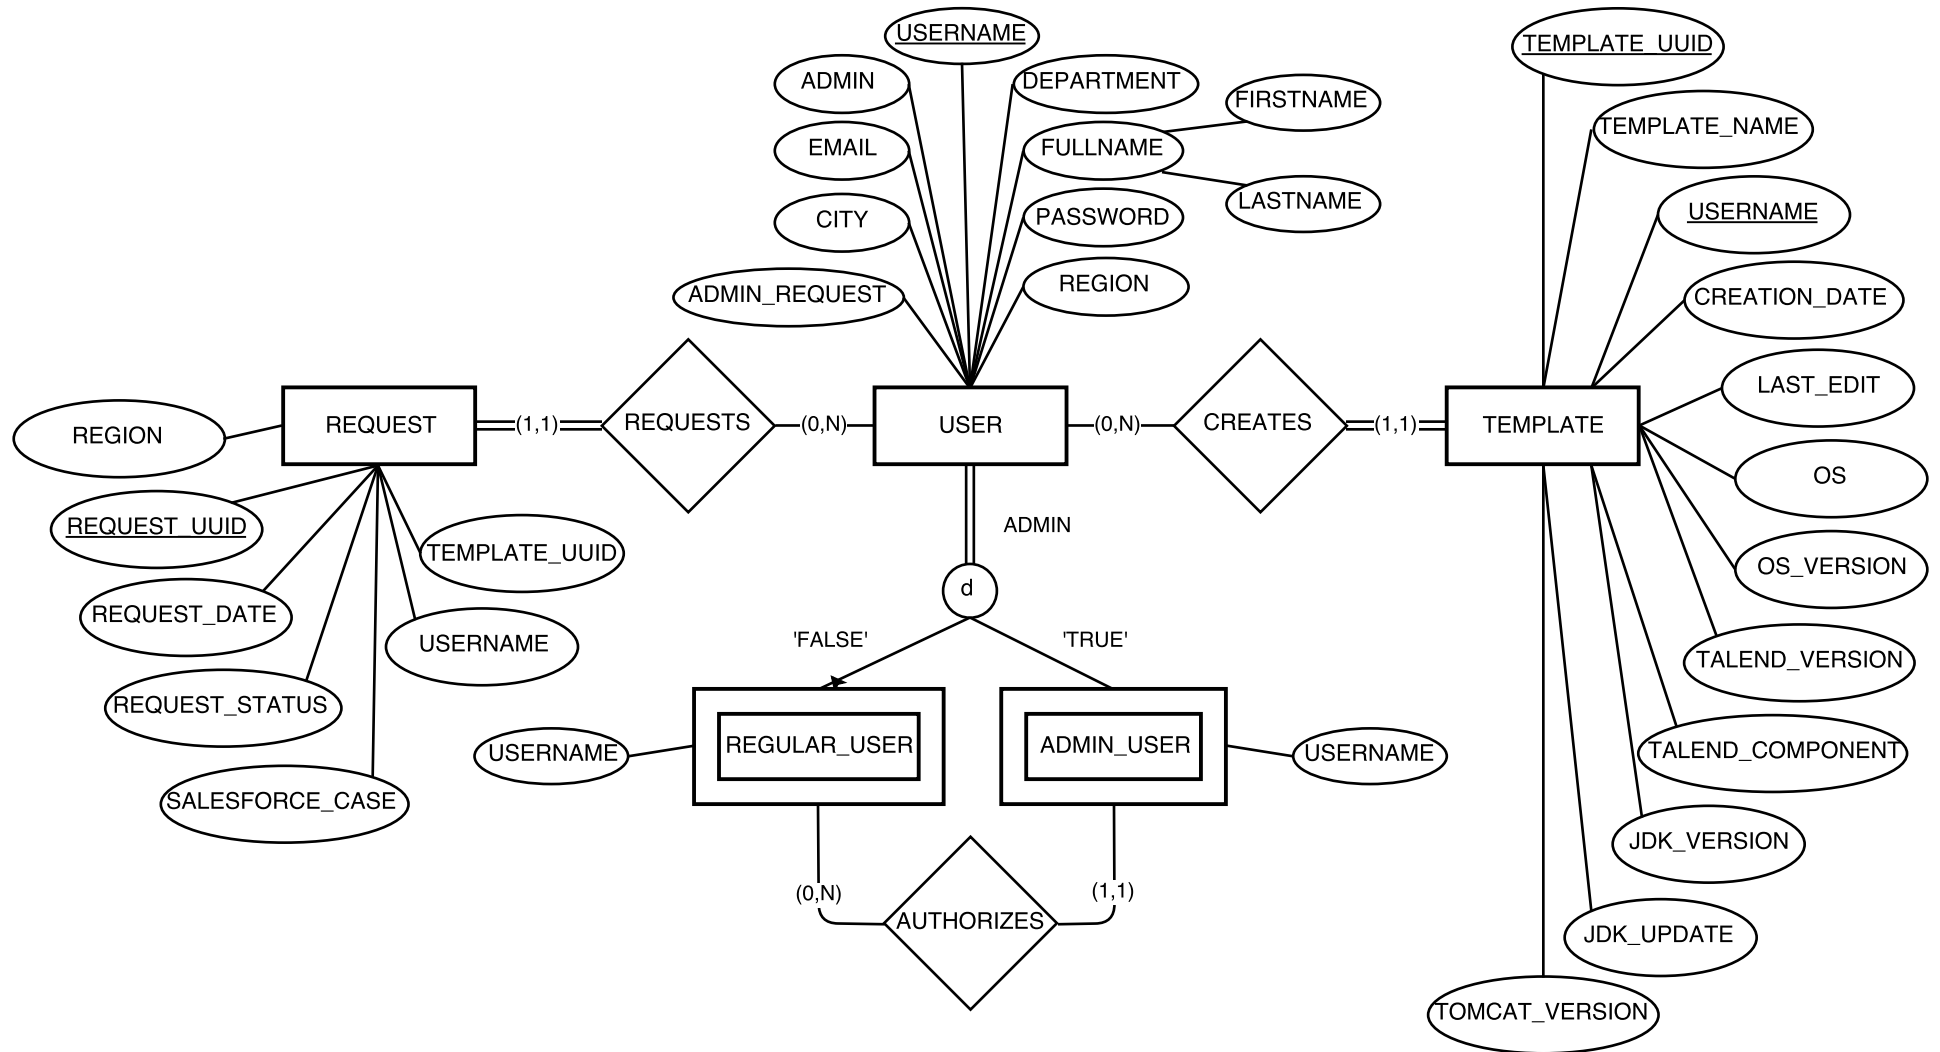 USERNAME
TEMPLATE_UUID
ADMIN
DEPARTMENT
FIRSTNAME
TEMPLATE_NAME
EMAIL
FULLNAME
LASTNAME
USERNAME
CITY
PASSWORD
ADMIN_REQUEST
REGION
CREATION_DATE
LAST_EDIT
REGION
REQUEST
(1,1)
REQUESTS
(0,N)
USER
(0,N)
CREATES
(1,1)
TEMPLATE
OS
REQUEST_UUID
TEMPLATE_UUID
ADMIN
OS_VERSION
d
REQUEST_DATE
USERNAME
'FALSE'
'TRUE'
TALEND_VERSION
REQUEST_STATUS
USERNAME
REGULAR_USER
ADMIN_USER
USERNAME
TALEND_COMPONENT
SALESFORCE_CASE
JDK_VERSION
(0,N)
(1,1)
AUTHORIZES
JDK_UPDATE
TOMCAT_VERSION